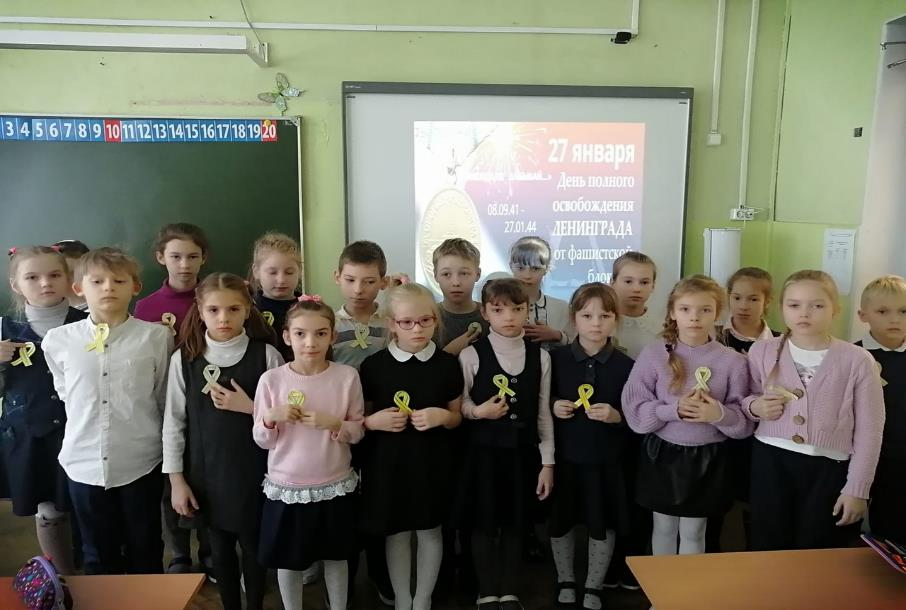 3 4 5 6 7 8 9 10 11 12 13 14 15 16 17 18 19 20
27 января
День полного
08.09.41 -
освобождения
27.01.44
ЛЕНИНГРАДА
от фашистской